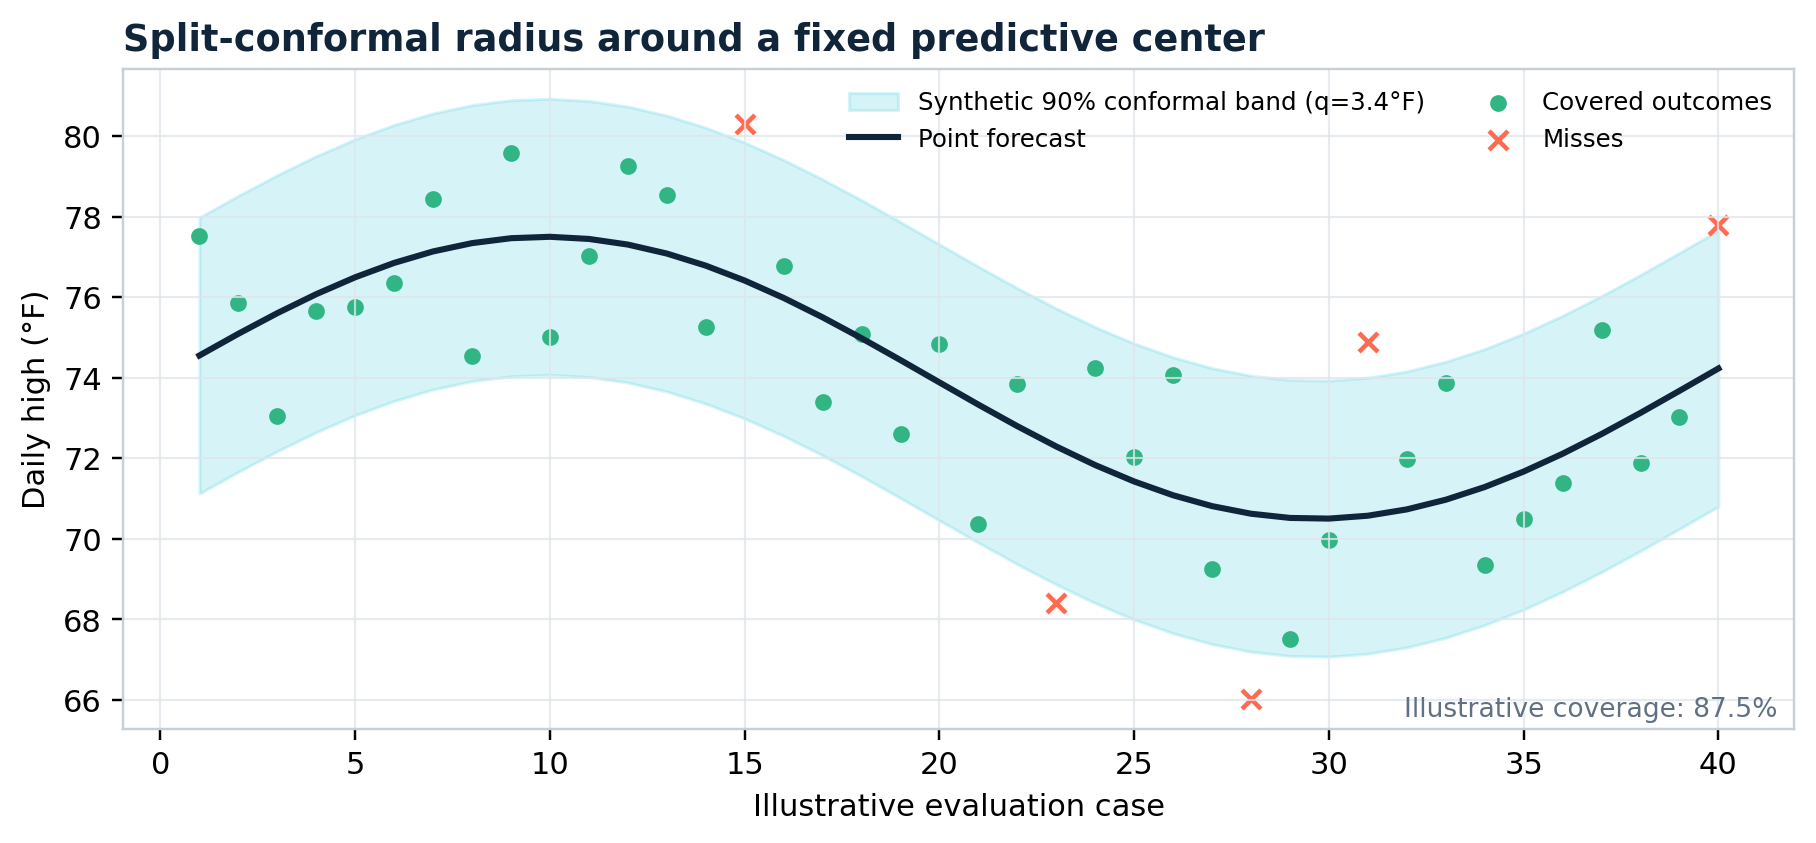 Split-conformal radius around a fixed predictive center
Synthetic 90% conformal band (q=3.4°F)
Point forecast
Covered outcomes
Misses
Daily high (°F)
80
78
76
74
72
70
68
66
Illustrative coverage: 87.5%
0 5 10 15 20 25 30 35 40
Illustrative evaluation case